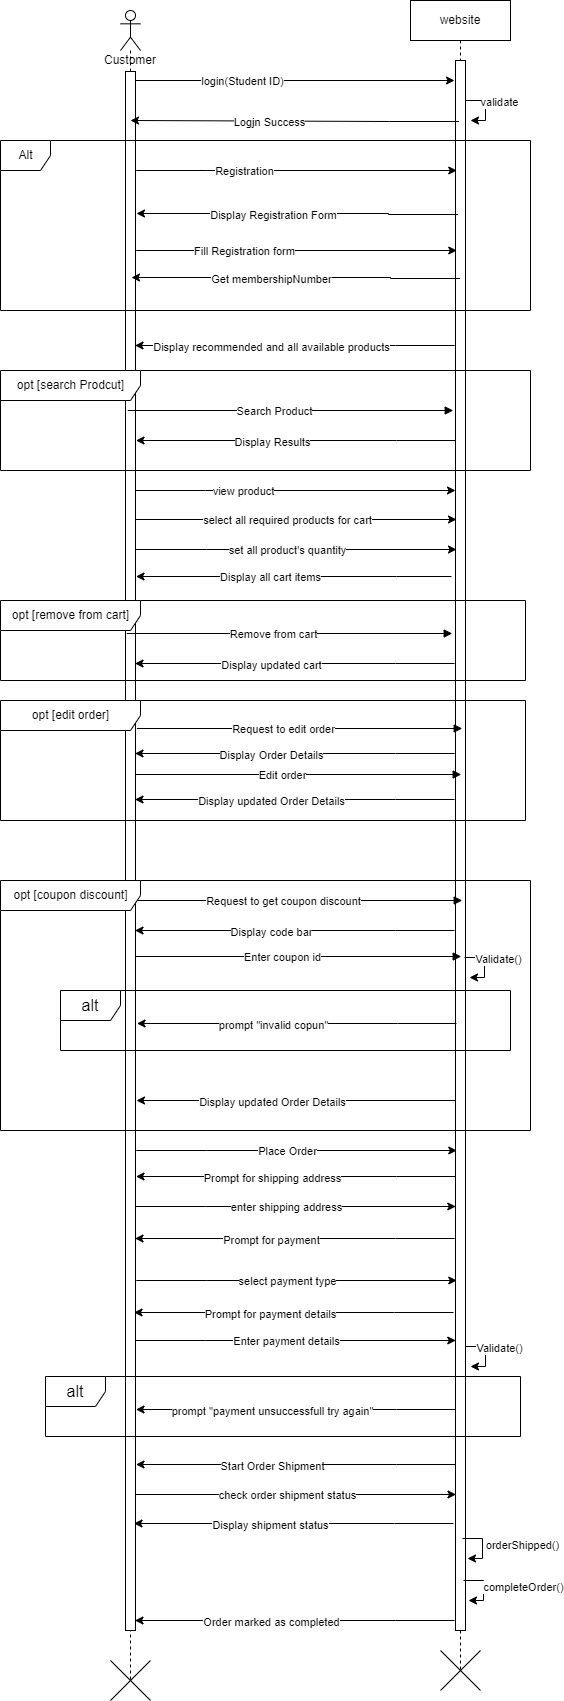 website
Customer
login(Student ID)
validate
Login Success
Alt
Registration
Display Registration Form
Fill Registration form
Get membershipNumber
Display recommended and all available products
opt [search Prodcut]
Search Product
Display Results
view product
select all required products for cart
set all product's quantity
Display all cart items
opt [remove from cart]
Remove from cart
Display updated cart
opt [edit order]
Request to edit order
Display Order Details
Edit order
Display updated Order Details
opt [coupon discount]
Request to get coupon discount
Display code bar
Enter coupon id
Validate()
alt
prompt "invalid copun"
Display updated Order Details
Place Order
Prompt for shipping address
enter shipping address
Prompt for payment
select payment type
Prompt for payment details
Enter payment details
Validate()
alt
prompt "payment unsuccessfull try again"
Start Order Shipment
check order shipment status
Display shipment status
orderShipped()
completeOrder()
Order marked as completed